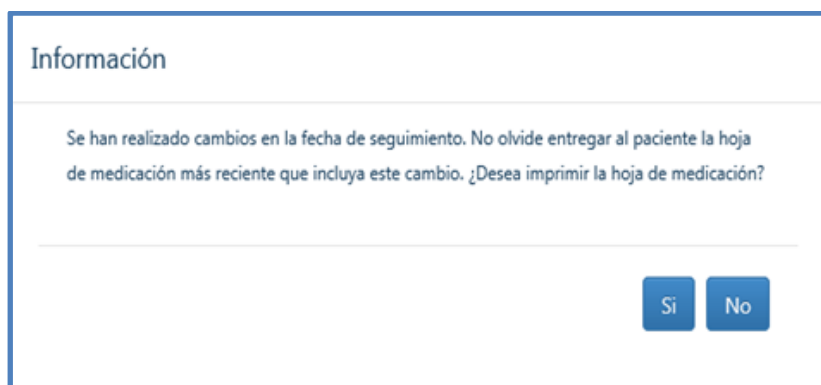 Información
Se han realizado cambios en la fecha de seguimiento. No olvide entregar al paciente la hoja
de medicación más reciente que incluya este cambio. ¿Desea imprimir la hoja de medicación?
Si
No